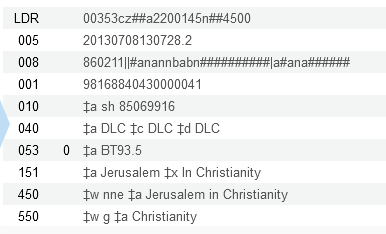 LDR 00353cz##a2200145n##4500
005 20130708130728.2
008 860211||#anannbabn##########|a#ana######
001 98168840430000041
010 ‡a sh 85069916
040 ‡a DLC ‡c DLC ‡d DLC
053 0 ‡a BT93.5
151 ‡a Jerusalem ‡x In Christianity
450 ‡w nne ‡a Jerusalem in Christianity
550 ‡w g ‡a Christianity